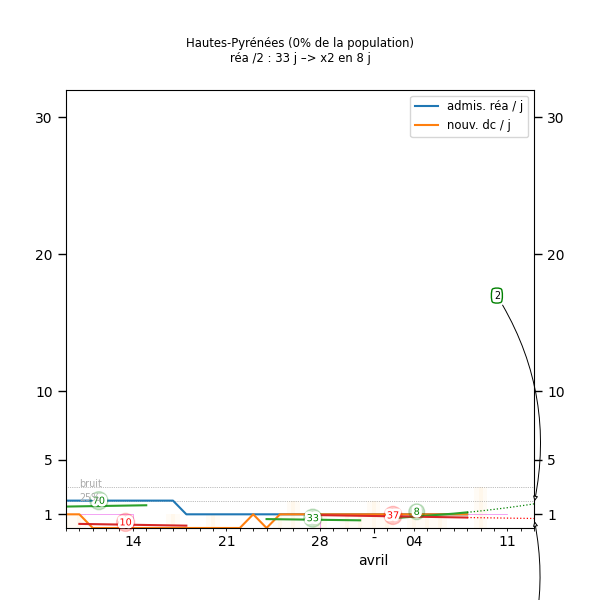 Hautes-Pyrénées (0% de la population)
réa /2 : 33 j –> x2 en 8 j
admis. réa / j
nouv. dc / j
30 30
20 20
2
10 10
5 5
bruit
70
1 10 33 37 8 1
14 21 28 - 04 11
avril